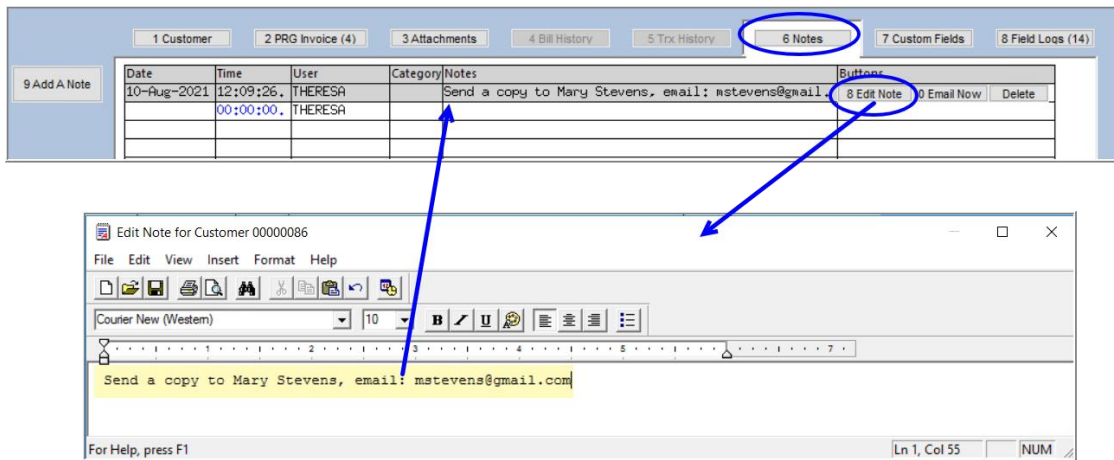 1 Customer 2 PRG Invoice (4) 3 Attachments 4 Bill History 5 Trx History 6 Notes 7 Custom Fields 8 Field Logs (14)
9 Add A Note
Date Time User Category Notes Buttons
10-Aug-2021 12:09:26. THERESA Send a copy to Mary Stevens, email: mstevens@gmail. 8 Edit Note 0 Email Now Delete
00:00:00. THERESA
Edit Note for Customer 00000086
File Edit View Insert Format Help
Courier New (Western) 10 B I U
1 2 3 4 5 7
Send a copy to Mary Stevens, email: mstevens@gmail.com
For Help, press F1 Ln 1, Col 55 NUM